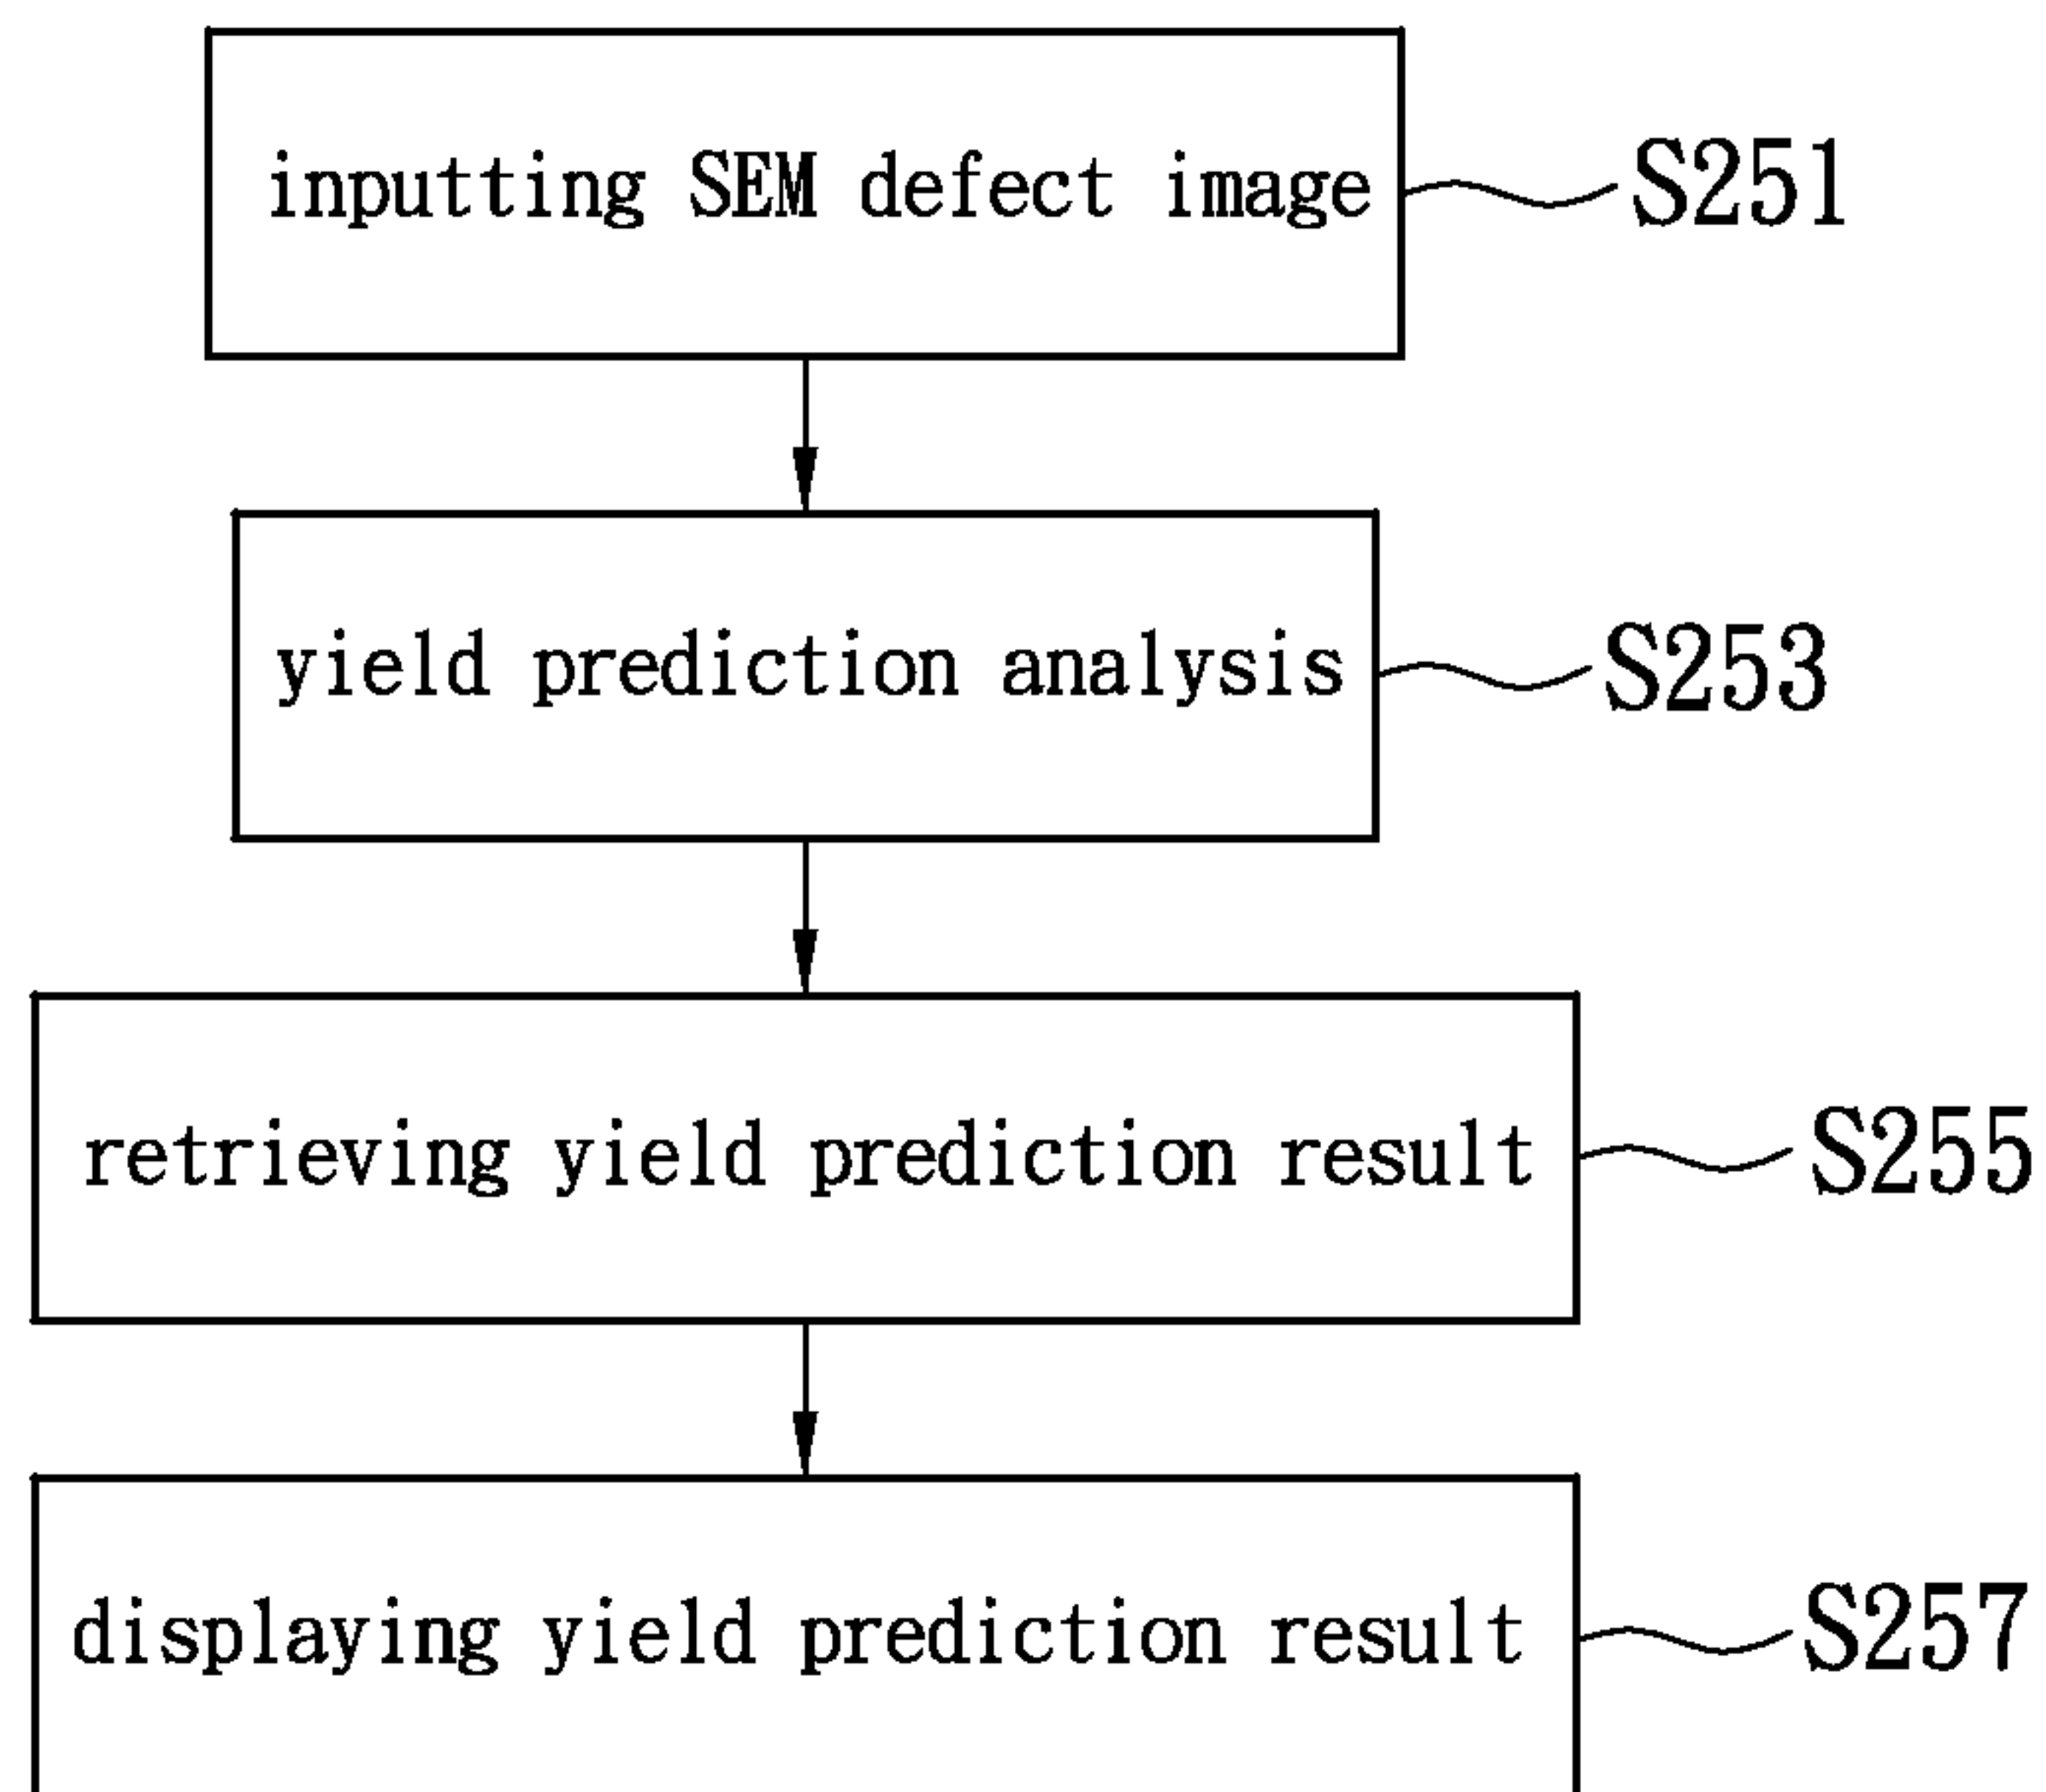 inputting SEM defect image
S251
yield prediction analysis
S253
retrieving yield prediction result
S255
displaying yield prediction result
S257